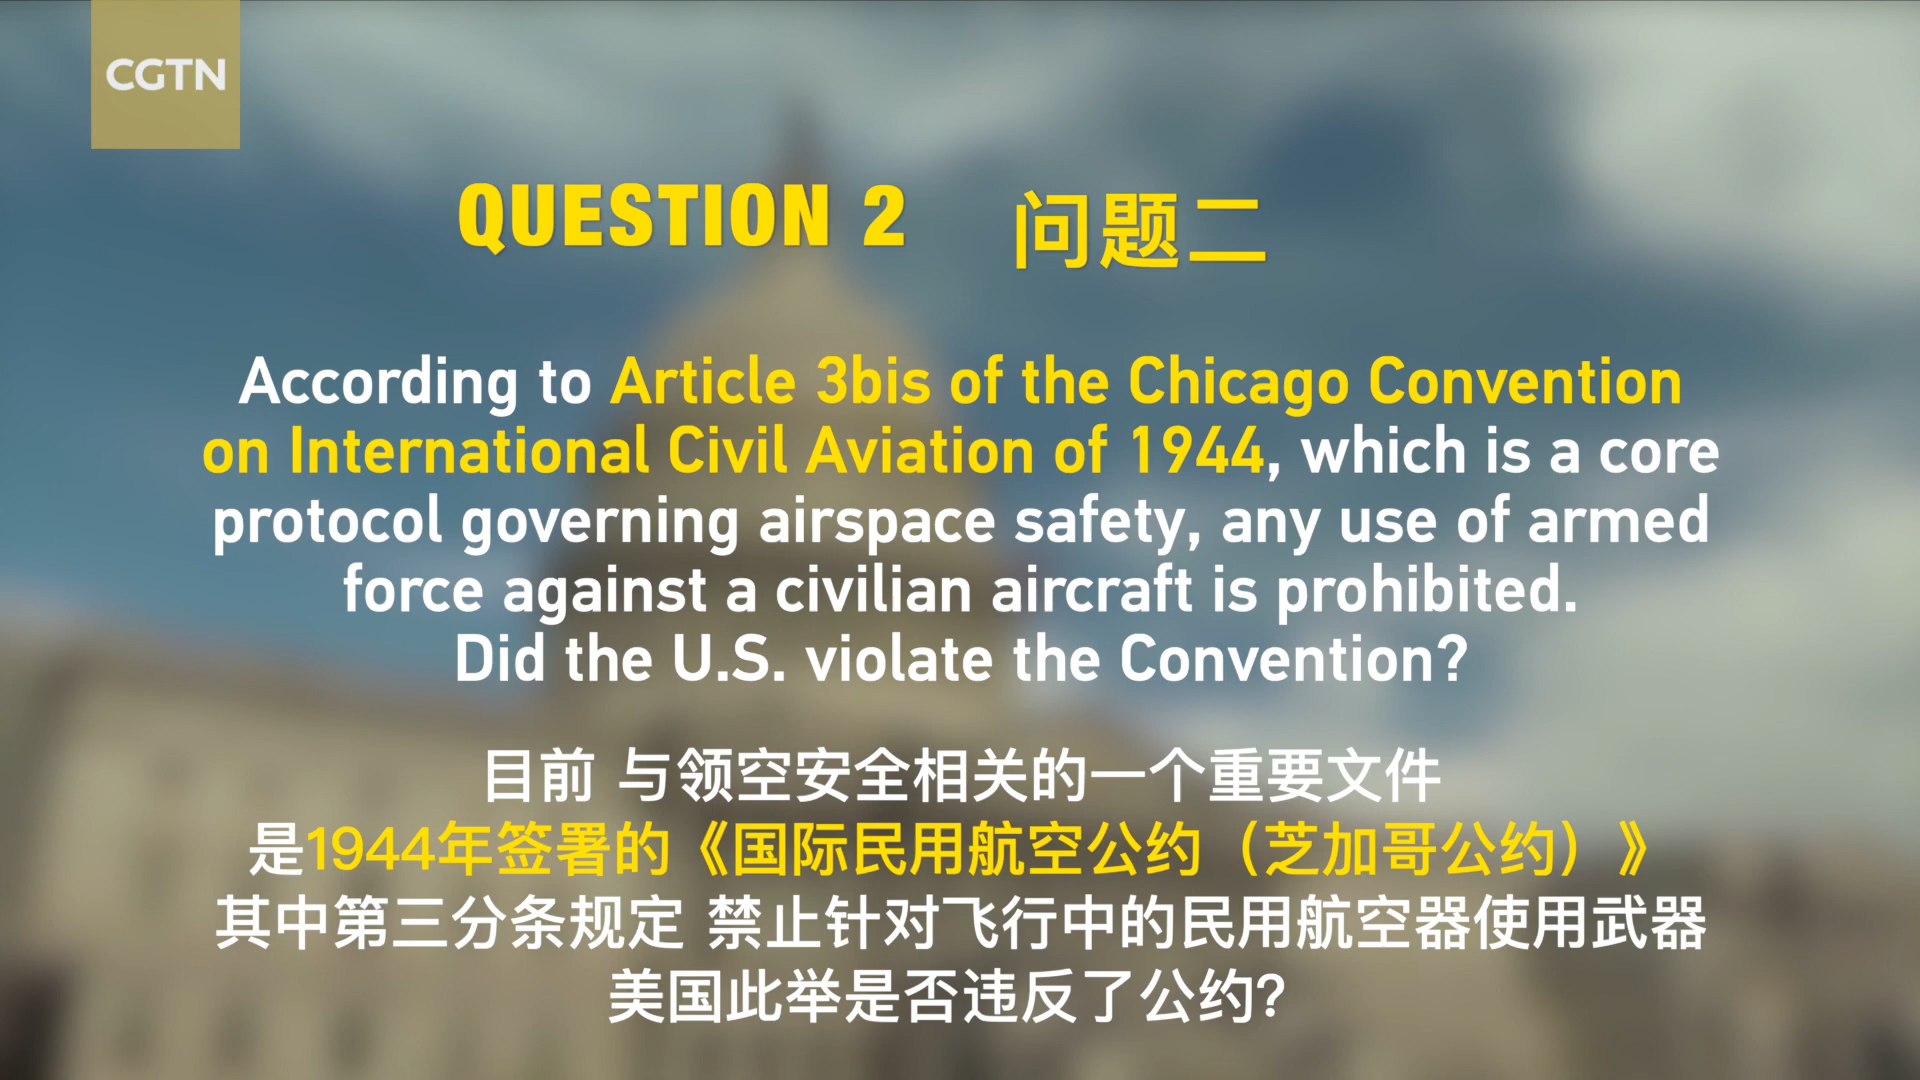 CGTN
QUESTION 2 问题二
According to Article 3bis of the Chicago Convention
on International Civil Aviation of 1944, which is a core
protocol governing airspace safety, any use of armed
force against a civilian aircraft is prohibited.
Did the U.S. violate the Convention?
目前 与领空安全相关的一个重要文件
是1944年签署的《国际民用航空公约（芝加哥公约）》
其中第三分条规定 禁止针对飞行中的民用航空器使用武器
美国此举是否违反了公约？